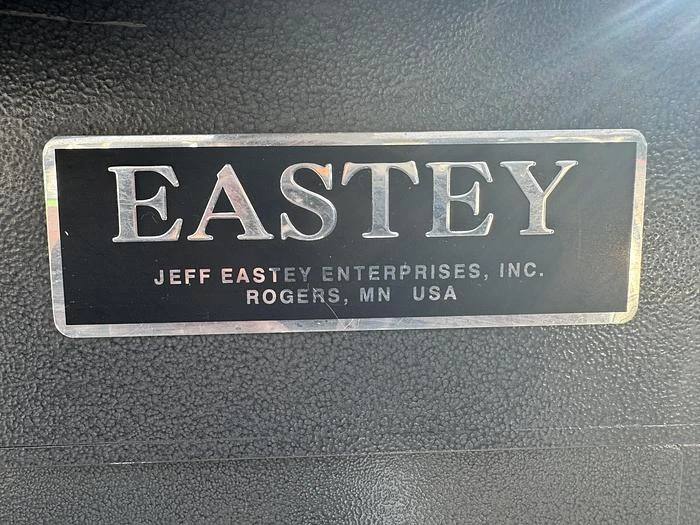 EASTEY
JEFF EASTEY ENTERPRISES, INC.
ROGERS, MN USA